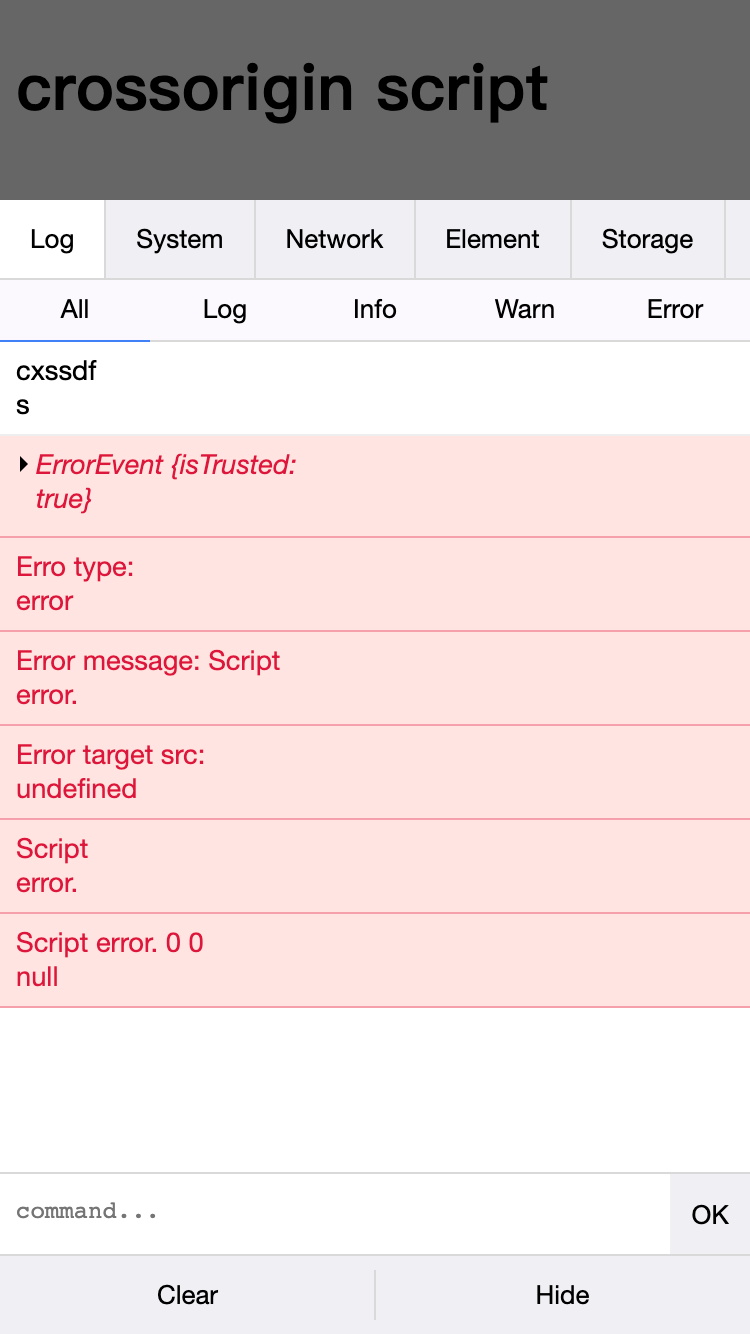 crossorigin script
Log System Network Element Storage
All Log Info Warn Error
cxssdf
s
ErrorEvent {isTrusted:
true}
Erro type:
error
Error message: Script
error.
Error target src:
undefined
Script
error.
Script error. 0 0
null
command...
OK
Clear Hide